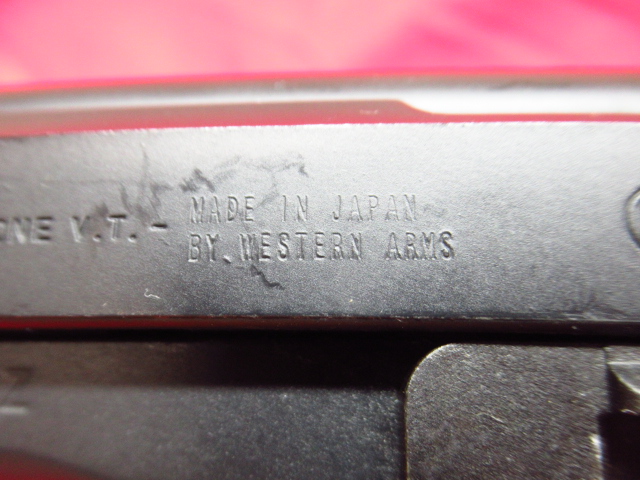 ONE V.T.-
MADE IN JAPAN
BY.WESTERN ARMS